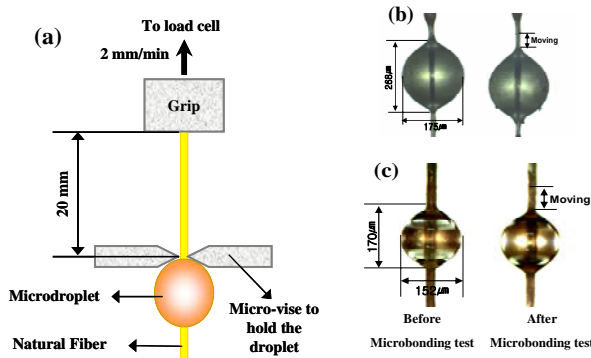 (a)
To load cell
2 mm/min
Grip
20 mm
Microdroplet
Natural Fiber
Micro-vise to
hold the
droplet
(b)
Moving
268㎛
175㎛
(c)
Moving
170㎛
152㎛
Before
Microbonding test
After
Microbonding test